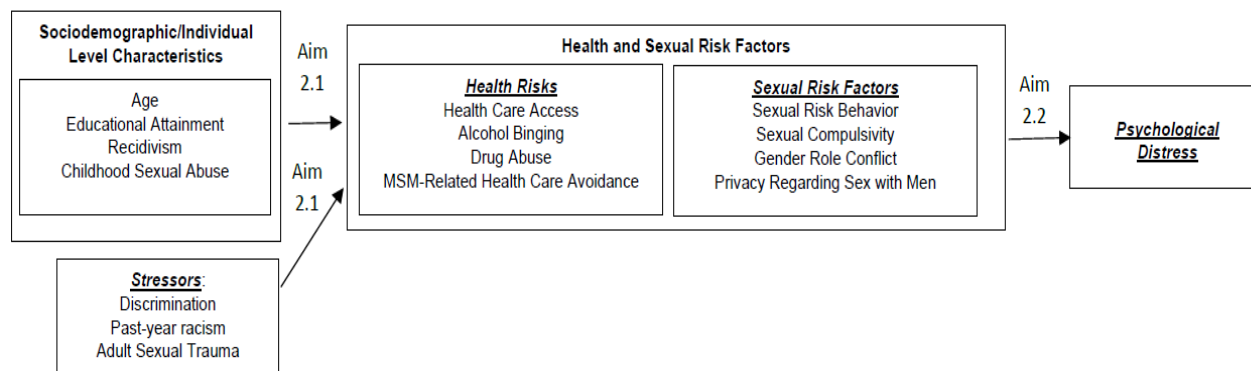 Sociodemographic/Individual
Level Characteristics
Age
Educational Attainment
Recidivism
Childhood Sexual Abuse
Aim
2.1
Aim
2.1
Stressors:
Discrimination
Past-year racism
Adult Sexual Trauma
Health and Sexual Risk Factors
Health Risks
Health Care Access
Alcohol Binging
Drug Abuse
MSM-Related Health Care Avoidance
Sexual Risk Factors
Sexual Risk Behavior
Sexual Compulsivity
Gender Role Conflict
Privacy Regarding Sex with Men
Aim
2.2
Psychological
Distress